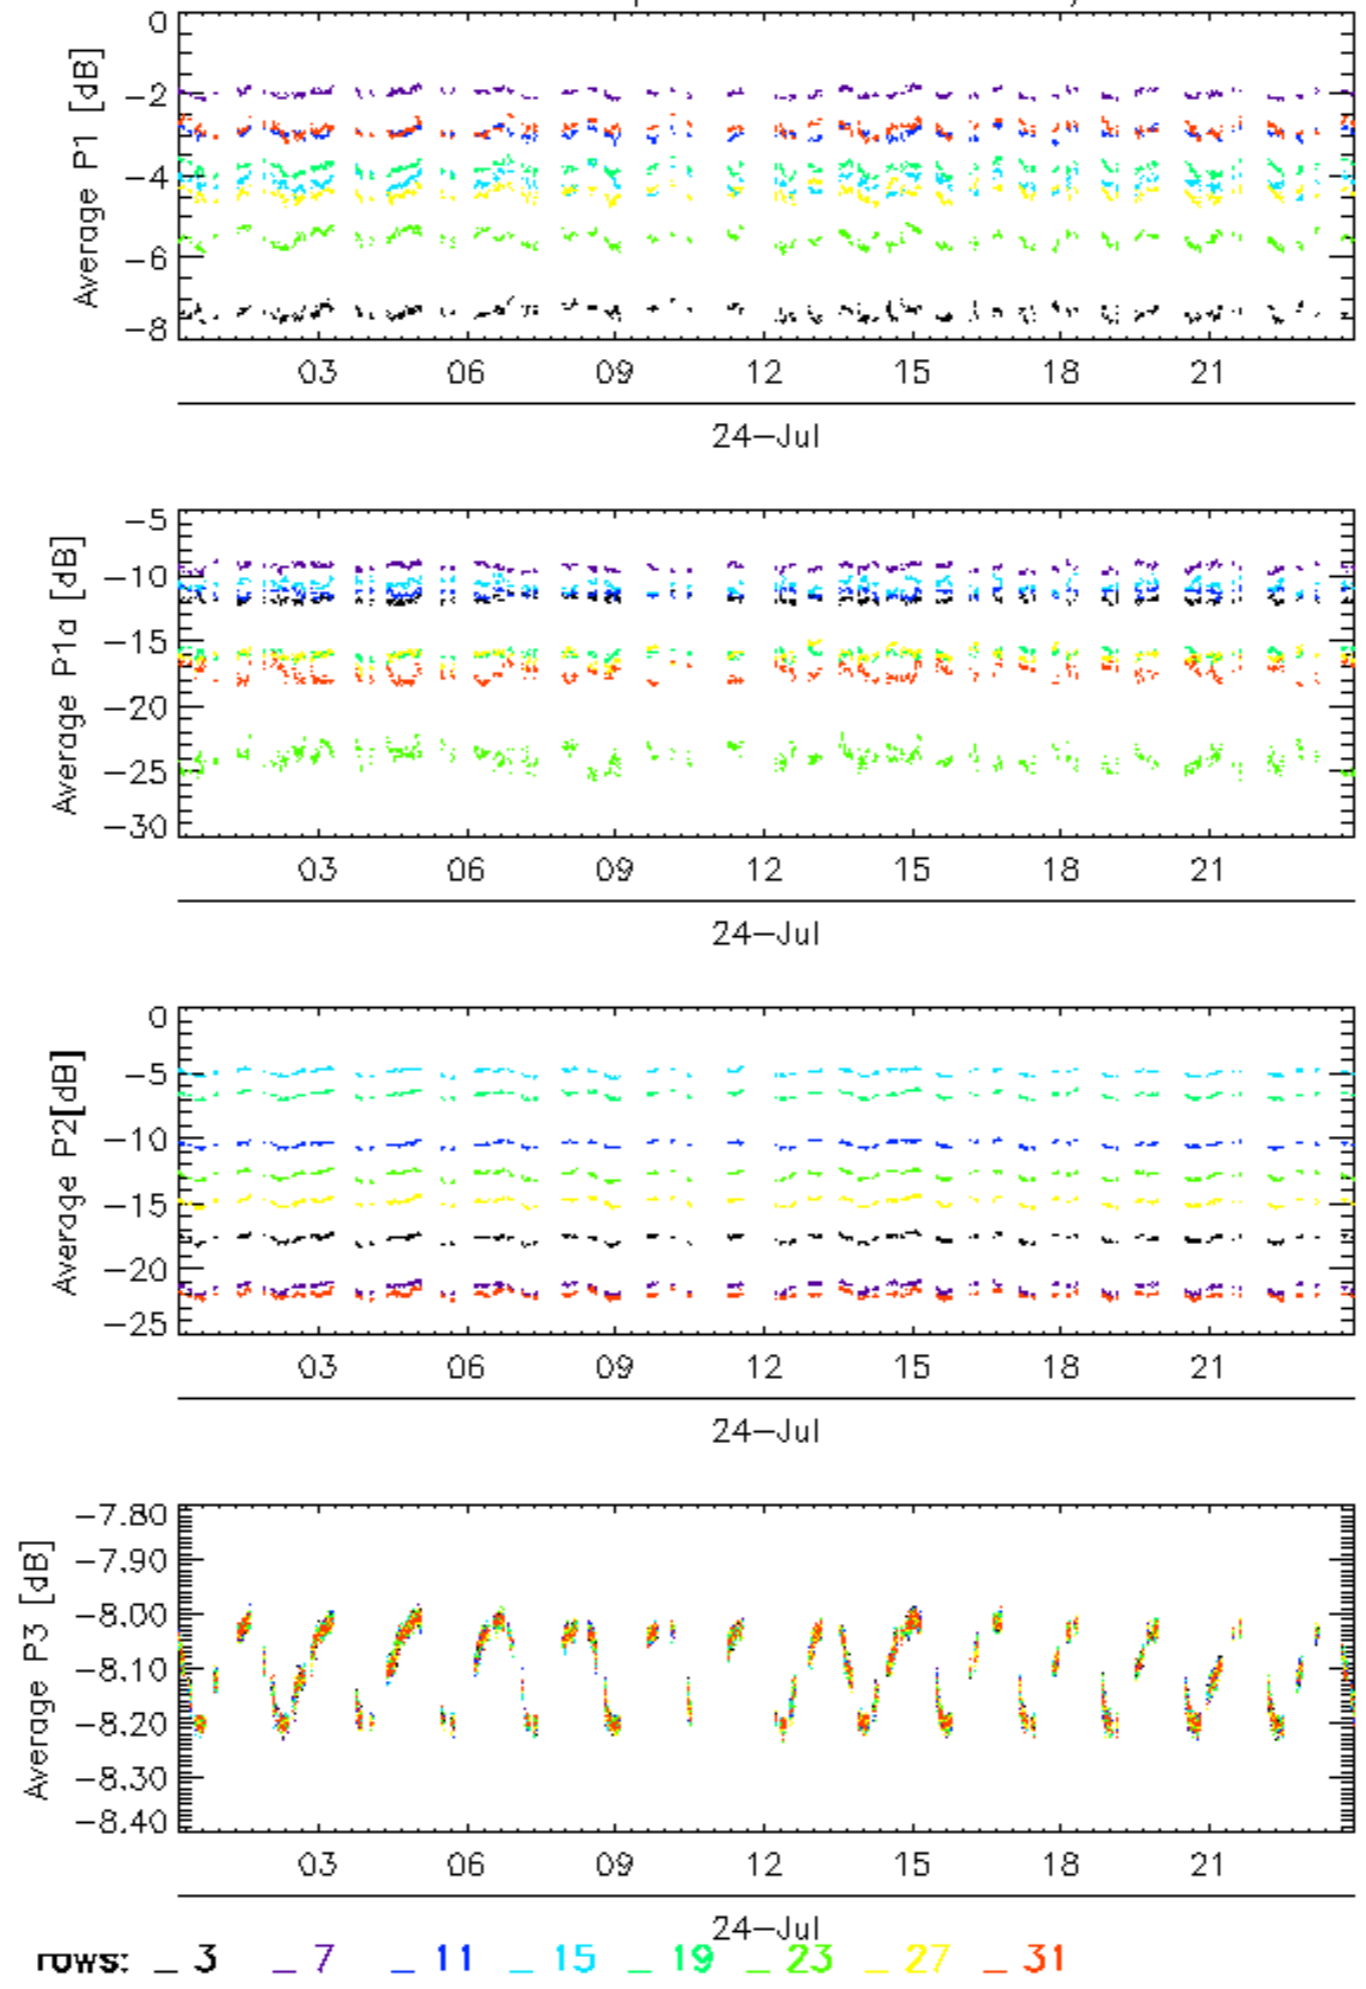 0
-2
-4
-6
-8
Average P1 [dB]
03 06 09 12 15 18 21
24-Jul
-5
-10
-15
-20
-25
-30
Average P1a [dB]
03 06 09 12 15 18 21
24-Jul
0
-5
-10
-15
-20
-25
Average P2[dB]
03 06 09 12 15 18 21
24-Jul
-7.80
-7.90
-8.00
-8.10
-8.20
-8.30
-8.40
Average P3 [dB]
03 06 09 12 15 18 21
24-Jul
rows: _ 3 _ 7 _ 11 _ 15 _ 19 _ 23 _ 27 _ 31